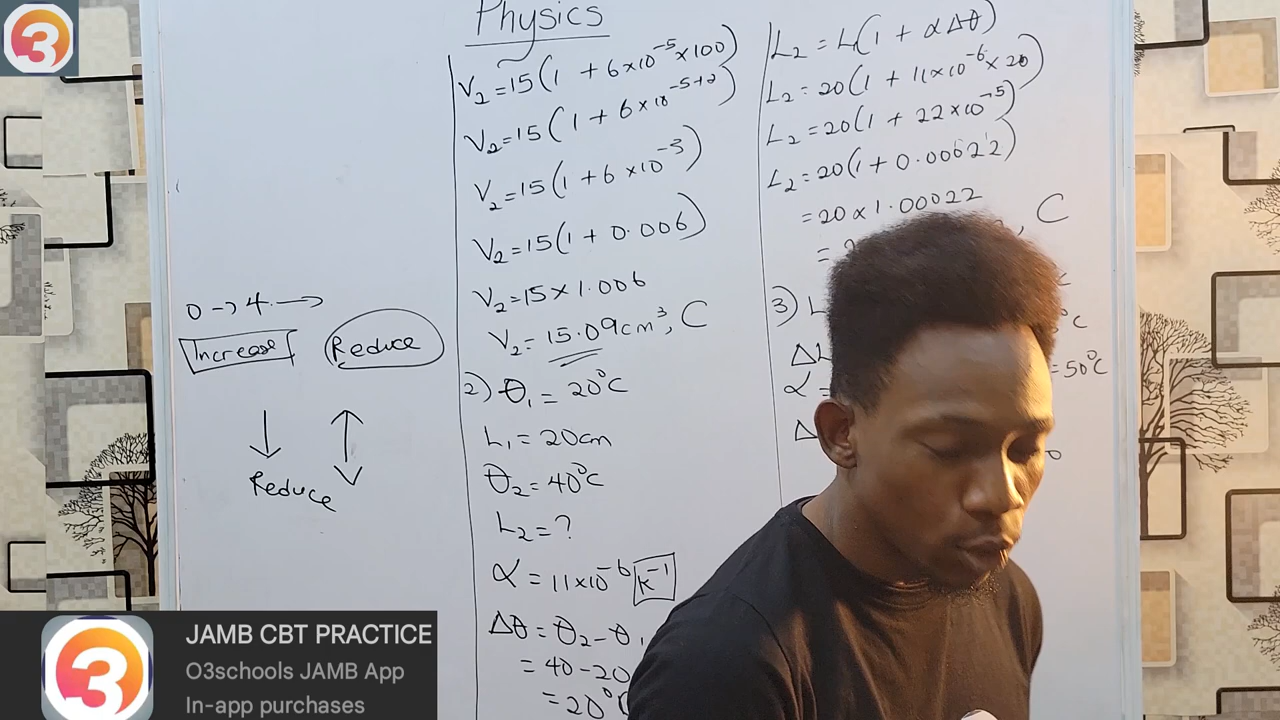 3
Physics
V₂ = 15(1 + 6×10⁻⁵×100)
V₂ = 15(1 + 6×10⁻⁵⁺²)
V₂ = 15(1 + 6×10⁻³)
V₂ = 15(1 + 0.006)
V₂ = 15 × 1.006
V₂ = 15.09cm³, C
2) θ₁ = 20°C
L₁ = 20cm
θ₂ = 40°C
L₂ = ?
α = 11×10⁻⁶ K⁻¹
Δθ = θ₂ - θ₁
= 40 - 20
= 20°C
L₂ = L(1 + αΔθ)
L₂ = 20(1 + 11×10⁻⁶×20)
L₂ = 20(1 + 22×10⁻⁵)
L₂ = 20(1 + 0.00022)
= 20 × 1.00022
, C
3) L
°C
ΔL
= 50°C
α =
Δ
0 → 4 →
Increase Reduce
Reduce
3
JAMB CBT PRACTICE
O3schools JAMB App
In-app purchases